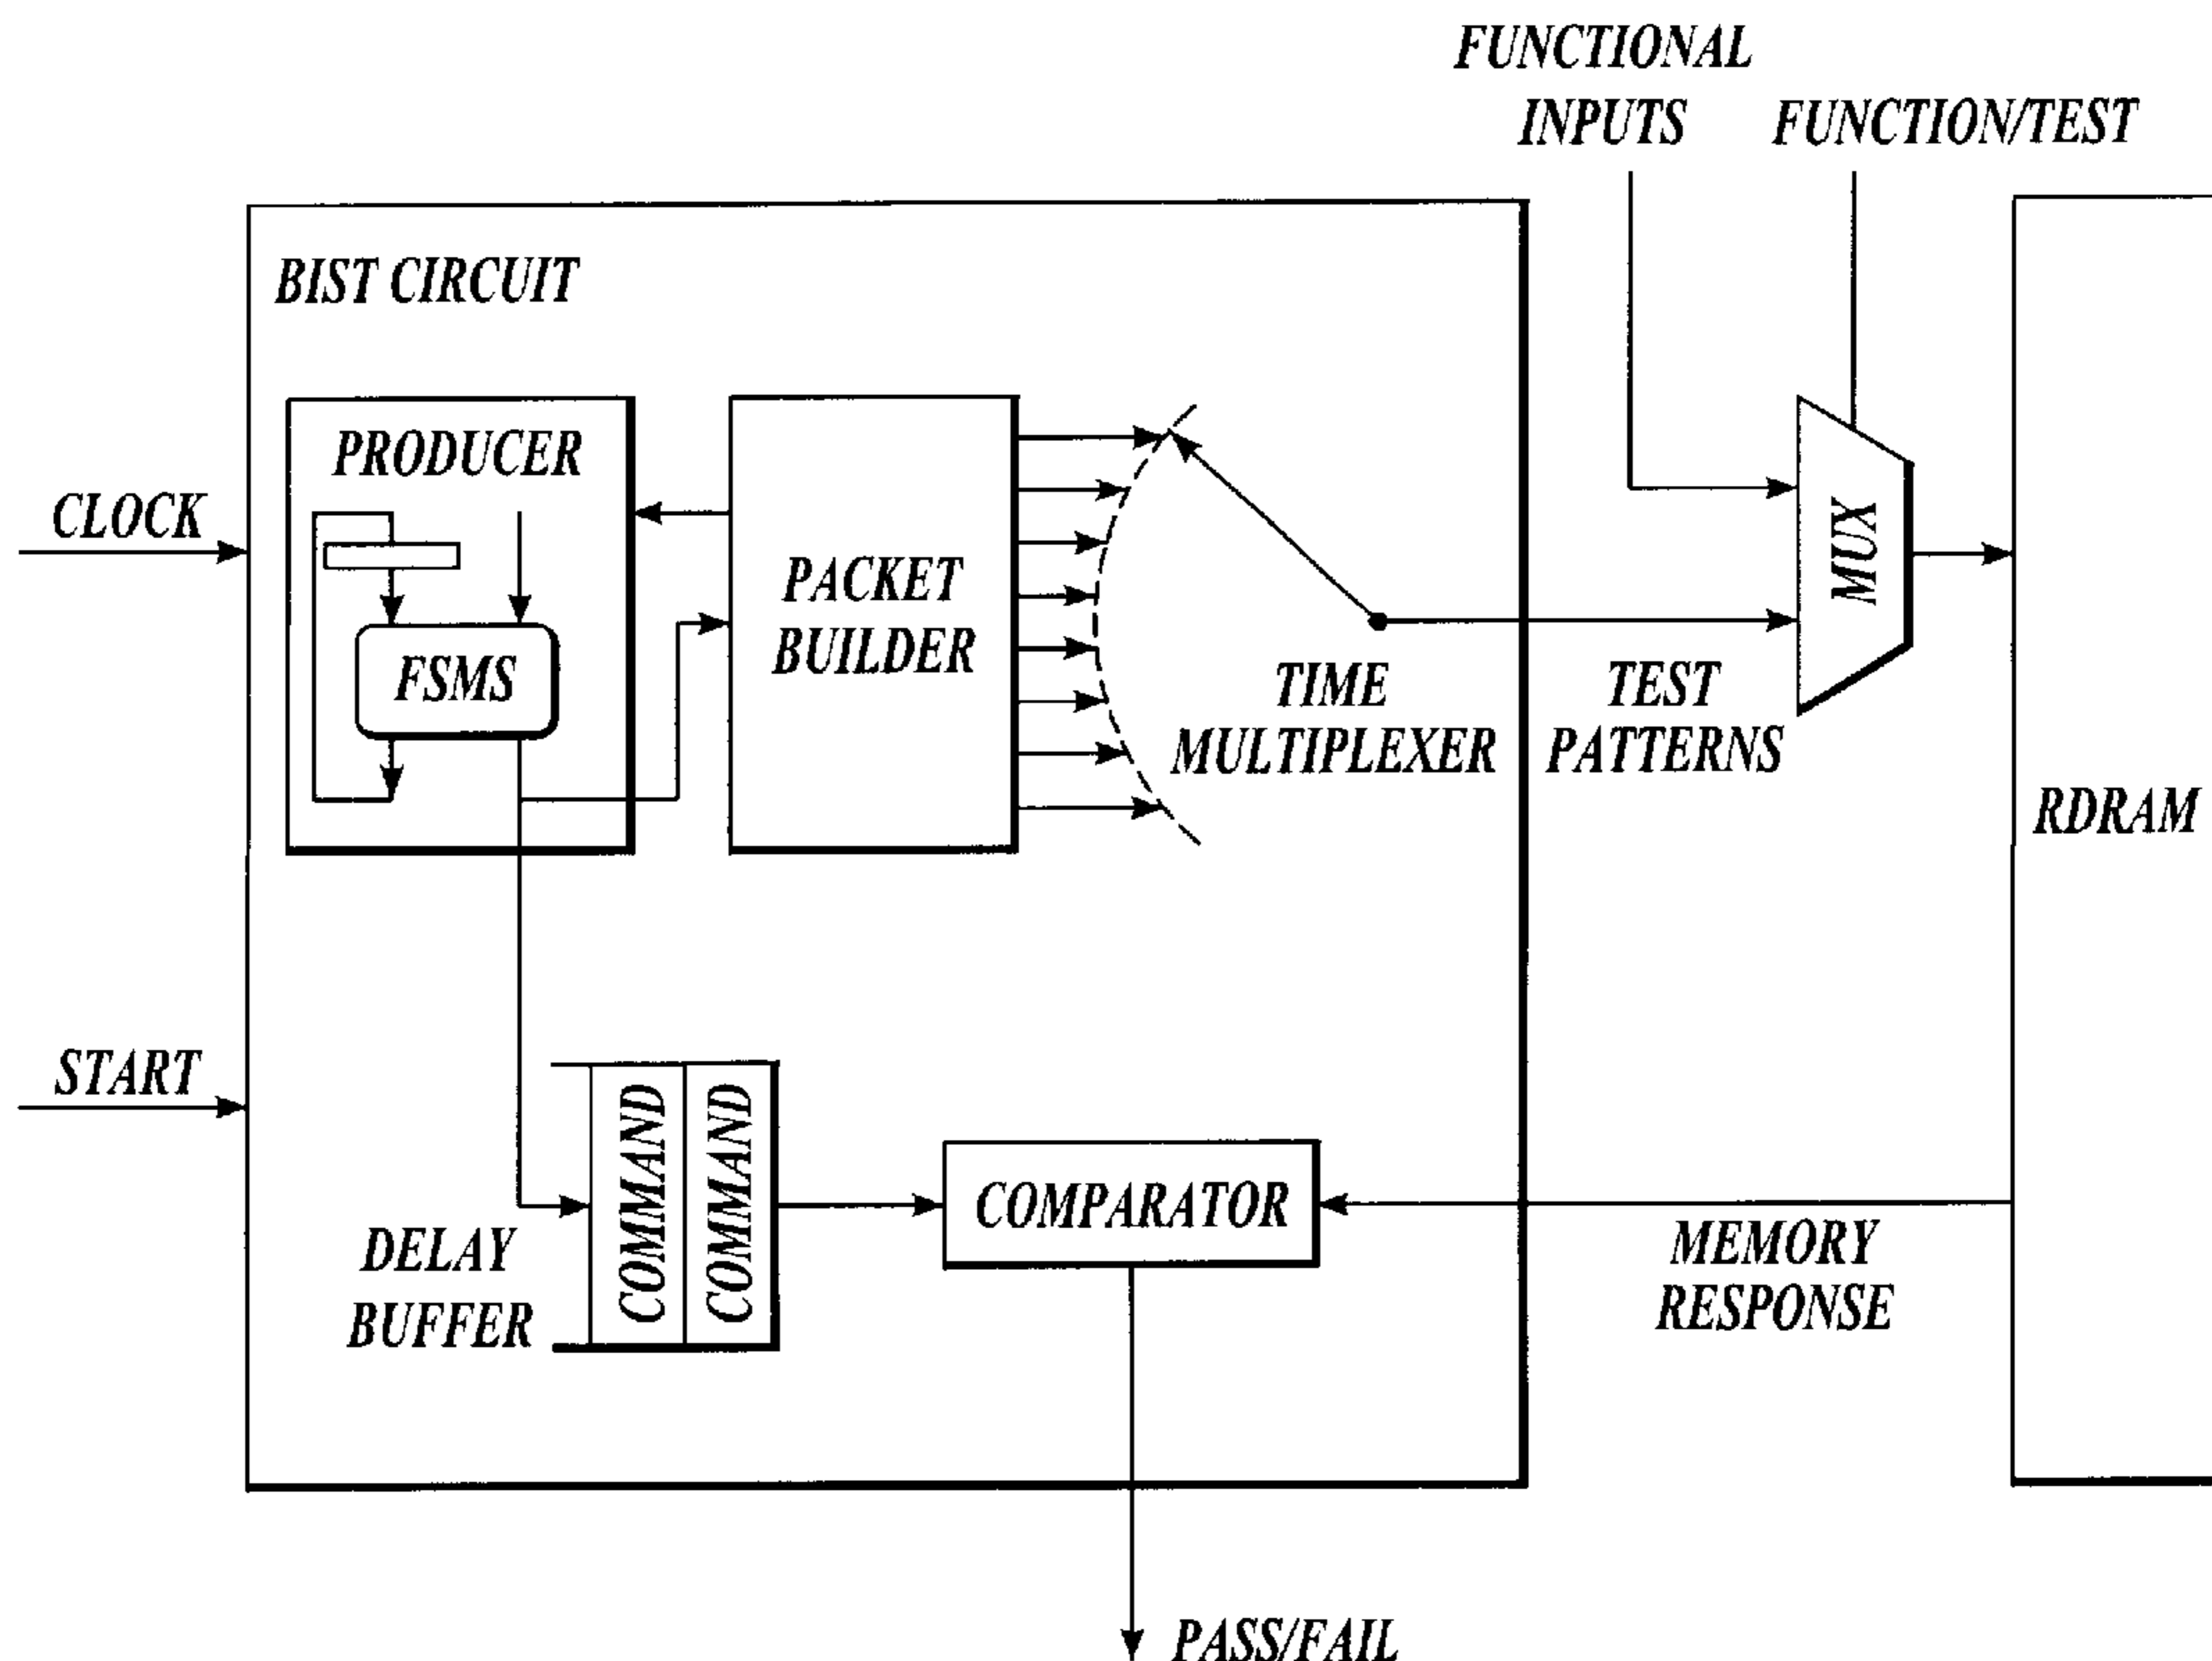 FUNCTIONAL
INPUTS
FUNCTION/TEST
BIST CIRCUIT
PRODUCER
CLOCK
FSMS
PACKET
BUILDER
TIME
MULTIPLEXER
TEST
PATTERNS
MUX
RDRAM
START
DELAY
BUFFER
COMMAND
COMMAND
COMPARATOR
MEMORY
RESPONSE
PASS/FAIL